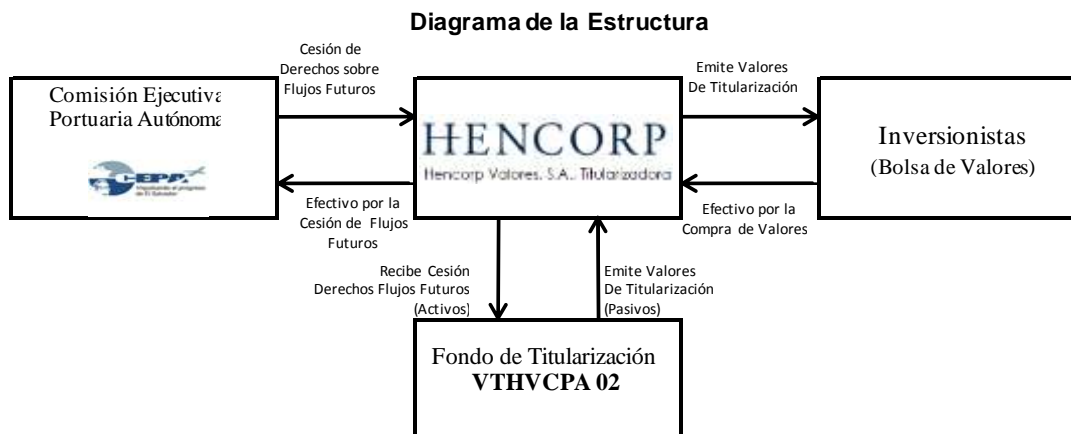 Diagrama de la Estructura
Cesión de
Derechos sobre
Flujos Futuros
Emite Valores
De Titularización
Comisión Ejecutiva
Portuaria Autónoma
CEPA
HENCORP
Hencorp Valores, S.A., Titularizadora
Inversionistas
(Bolsa de Valores)
Efectivo por la
Cesión de Flujos
Futuros
Efectivo por la
Compra de Valores
Recibe Cesión
Derechos Flujos Futuros
(Activos)
Emite Valores
De Titularización
(Pasivos)
Fondo de Titularización
VTHVCPA 02